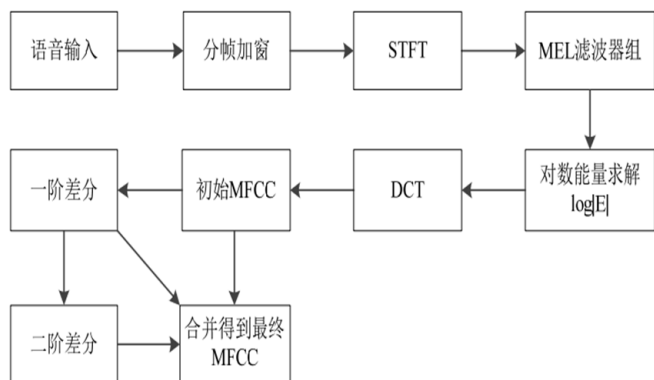 语音输入
分帧加窗
STFT
MEL滤波器组
一阶差分
初始MFCC
DCT
对数能量求解
log|E|
二阶差分
合并得到最终
MFCC